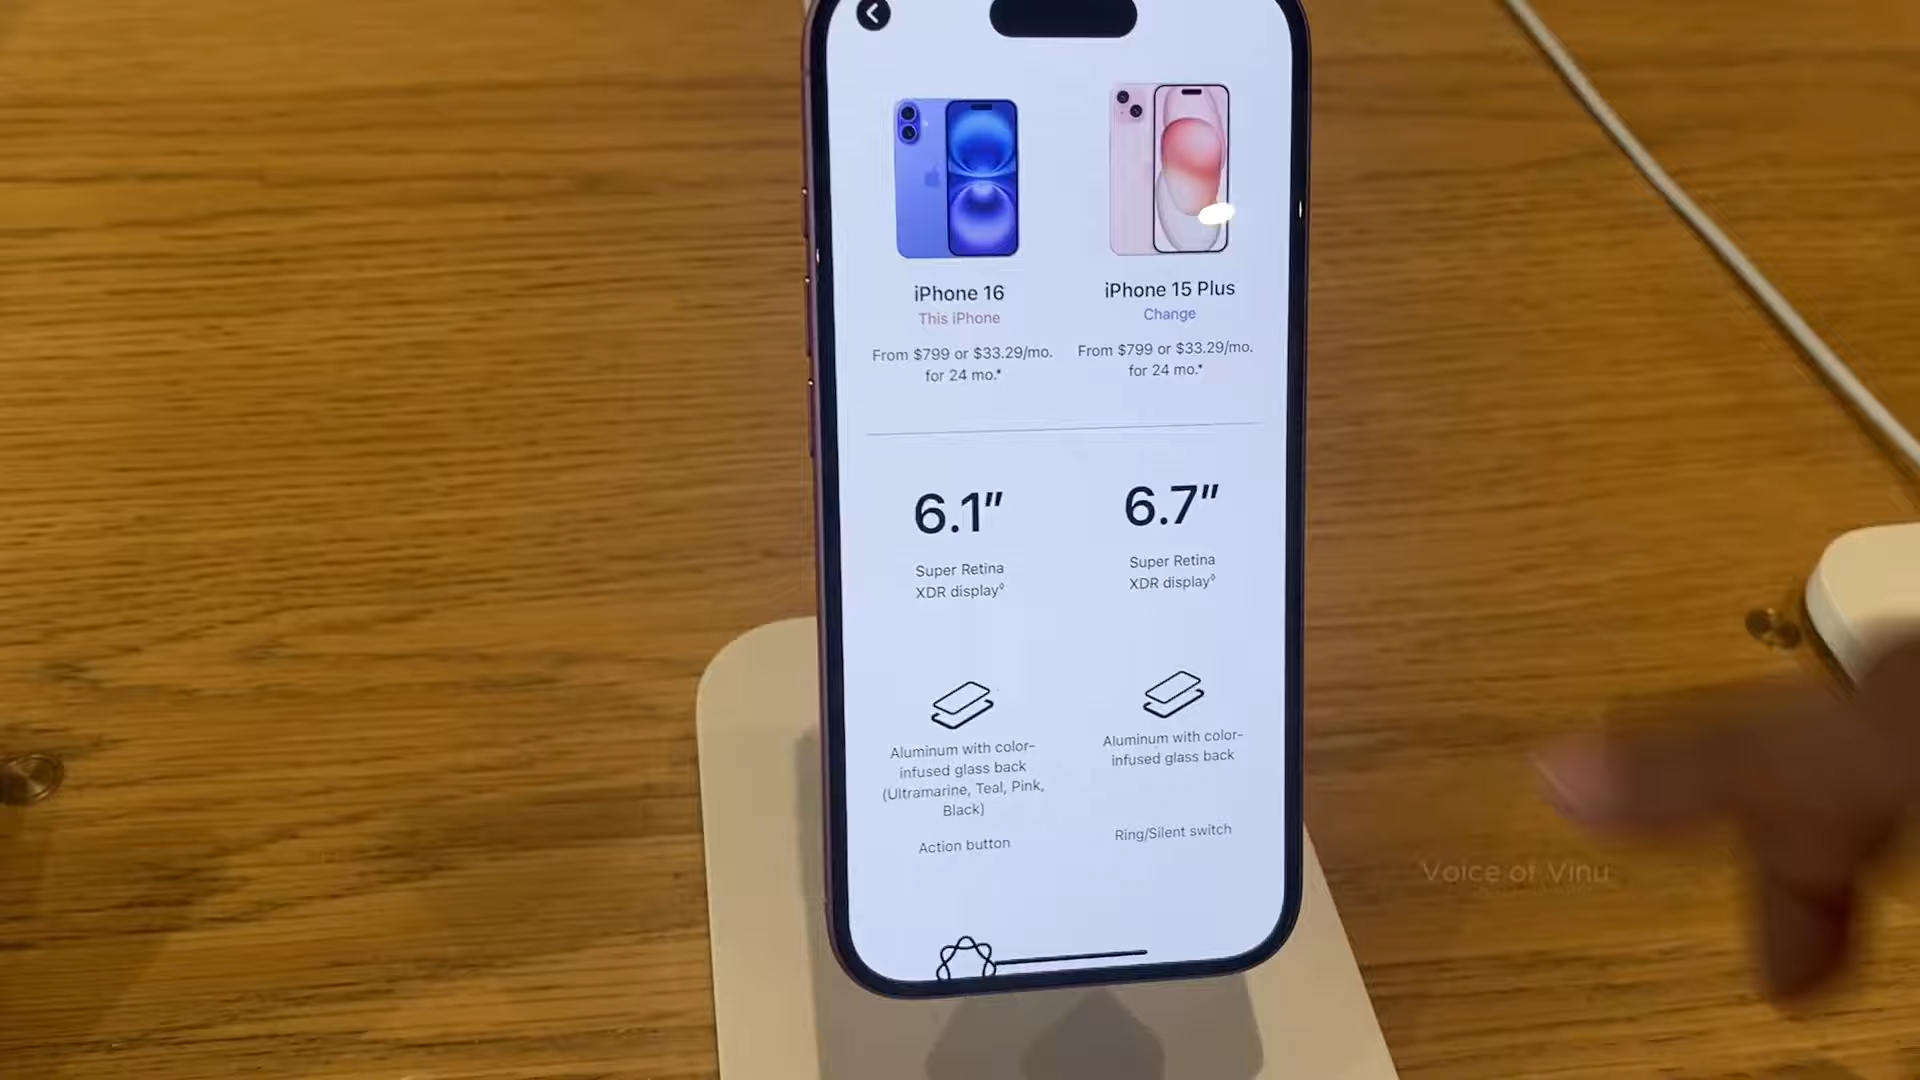 iPhone 16
This iPhone
From $799 or $33.29/mo.
for 24 mo.*
iPhone 15 Plus
Change
From $799 or $33.29/mo.
for 24 mo.*
6.1″
Super Retina
XDR display◊
6.7″
Super Retina
XDR display◊
Aluminum with color-
infused glass back
(Ultramarine, Teal, Pink,
Black)
Action button
Aluminum with color-
infused glass back
Ring/Silent switch
Voice of Vinu